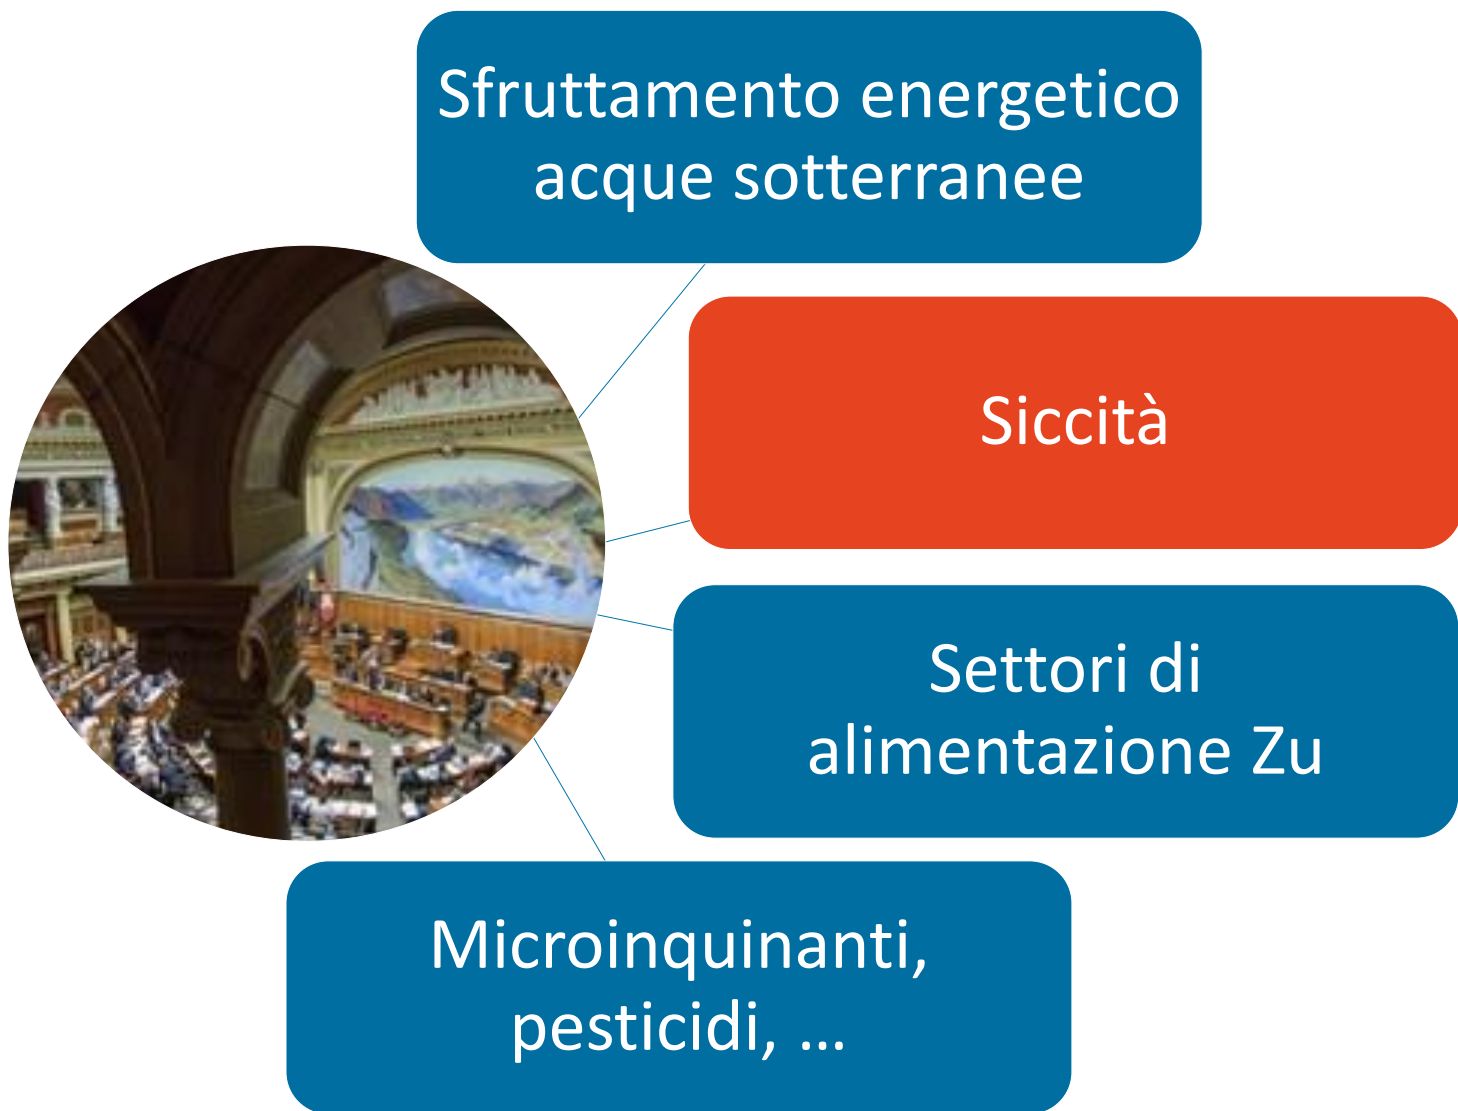 Sfruttamento energetico
acque sotterranee
Siccità
Settori di
alimentazione Zu
Microinquinanti,
pesticidi, ...